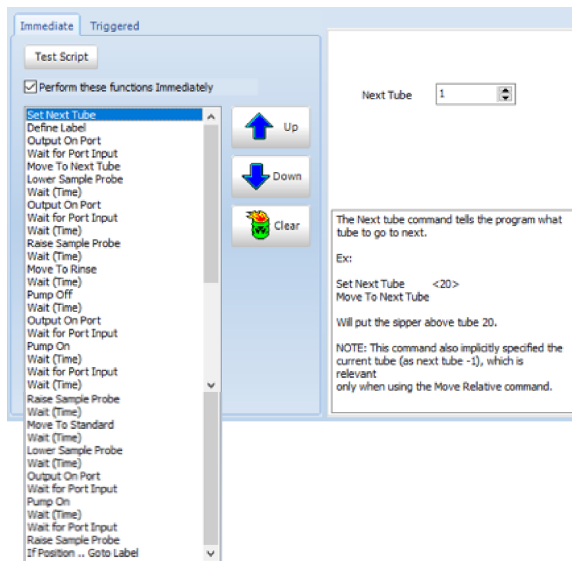 Immediate Triggered
Test Script
Perform these functions Immediately
Set Next Tube
Define Label
Output On Port
Wait for Port Input
Move To Next Tube
Lower Sample Probe
Wait (Time)
Output On Port
Wait for Port Input
Wait (Time)
Raise Sample Probe
Wait (Time)
Move To Rinse
Wait (Time)
Pump Off
Wait (Time)
Output On Port
Wait for Port Input
Pump On
Wait (Time)
Wait for Port Input
Wait (Time)
Raise Sample Probe
Wait (Time)
Move To Standard
Wait (Time)
Lower Sample Probe
Wait (Time)
Output On Port
Wait for Port Input
Pump On
Wait (Time)
Wait for Port Input
Raise Sample Probe
If Position .. Goto Label
Up
Down
Clear
Next Tube 1
The Next tube command tells the program what
tube to go to next.
Ex:
Set Next Tube <20>
Move To Next Tube
Will put the sipper above tube 20.
NOTE: This command also implicitly specified the
current tube (as next tube -1), which is
relevant
only when using the Move Relative command.